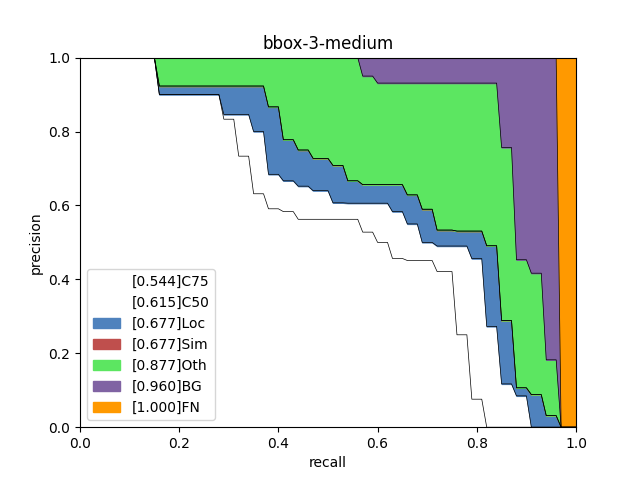 bbox-3-medium
1.0
0.8
0.6
0.4
0.2
0.0
precision
[0.544]C75
[0.615]C50
[0.677]Loc
[0.677]Sim
[0.877]Oth
[0.960]BG
[1.000]FN
0.0 0.2 0.4 0.6 0.8 1.0
recall